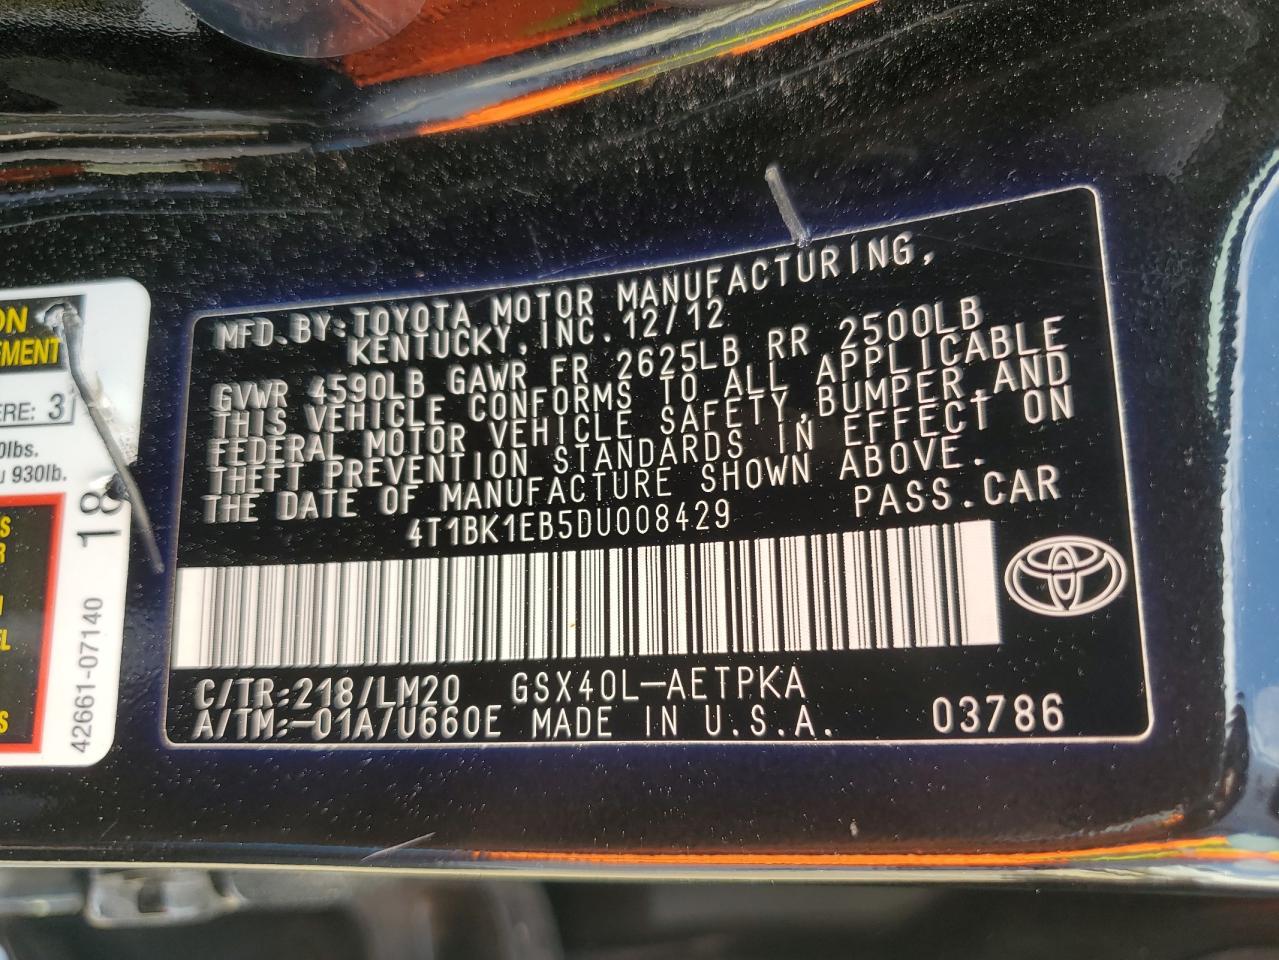 MFD.BY:TOYOTA MOTOR MANUFACTURING,
KENTUCKY,INC.12/12
GVWR 4590LB GAWR FR 2625LB RR 2500LB
THIS VEHICLE CONFORMS TO ALL APPLICABLE
FEDERAL MOTOR VEHICLE SAFETY,BUMPER,AND
THEFT PREVENTION STANDARDS IN EFFECT ON
THE DATE OF MANUFACTURE SHOWN ABOVE.
4T1BK1EB5DU008429 PASS.CAR
C/TR:218/LM20 GSX40L-AETPKA
A/TM:-01A/U660E MADE IN U.S.A. 03786
ON
EMENT
ERE: 3
0lbs.
U 930lb.
S
R
N
EL
S
42661-07140 18